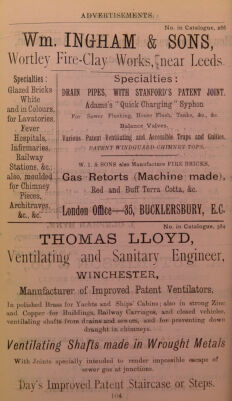 ADVERTISEMENTS.
No. in Catalogue, 286
Wm. INGHAM & SONS,
Wortley Fire-Clay Works, near Leeds.
Specialties:
Glazed Bricks
White
and in Colours,
for Lavatories,
Fever
Hospitals,
Infirmaries,
Railway
Stations, &c.;
also, moulded
for Chimney
Pieces,
Architraves,
&c., &c.
Specialties:
DRAIN PIPES, WITH STANFORD'S PATENT JOINT.
Adams's "Quick Charging" Syphon
For Sewer Flushing, House Flush, Tanks, &c., &c.
Balance Valves.
Various Patent Ventilating and Accessible Traps and Gullies.
PATENT WINDGUARD CHIMNEY TOPS.
W. I. & SONS also Manufacture FIRE BRICKS,
Gas Retorts (Machine made),
Red and Buff Terra Cotta, &c.
London Office—35, BUCKLERSBURY, E.C.
No. in Catalogue,
THOMAS LLOYD,
Ventilating and Sanitary Engineer,
WINCHESTER,
Manufacturer of Improved Patent Ventilators,
In polished Brass for Yachts and Ships' Cabins; also in strong Zinc
and Copper for Buildings, Railway Carriages, and closed vehicles,
ventilating shafts from drains and sewers, and for preventing down
draught in chimneys.
Ventilating Shafts made in Wrought Metals
With Joints specially intended to render impossible escape of
sewer gas at junctions.
Day's Improved Patent Staircase or Steps.
104